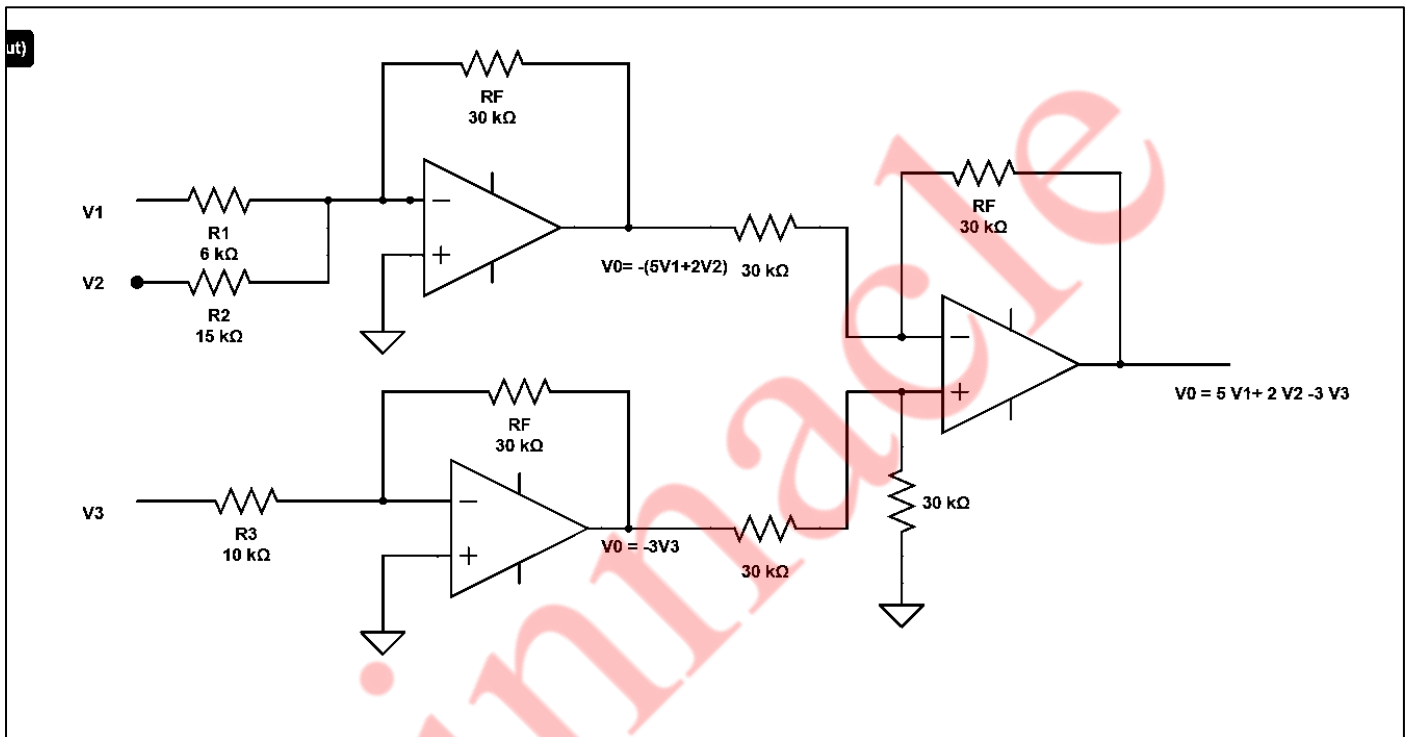 ut)
RF
30 kΩ
V1
R1
6 kΩ
V2
R2
15 kΩ
−
+
V0= -(5V1+2V2)
30 kΩ
RF
30 kΩ
−
+
V0 = 5 V1+ 2 V2 -3 V3
RF
30 kΩ
V3
R3
10 kΩ
−
+
V0 = -3V3
30 kΩ
30 kΩ
innacle